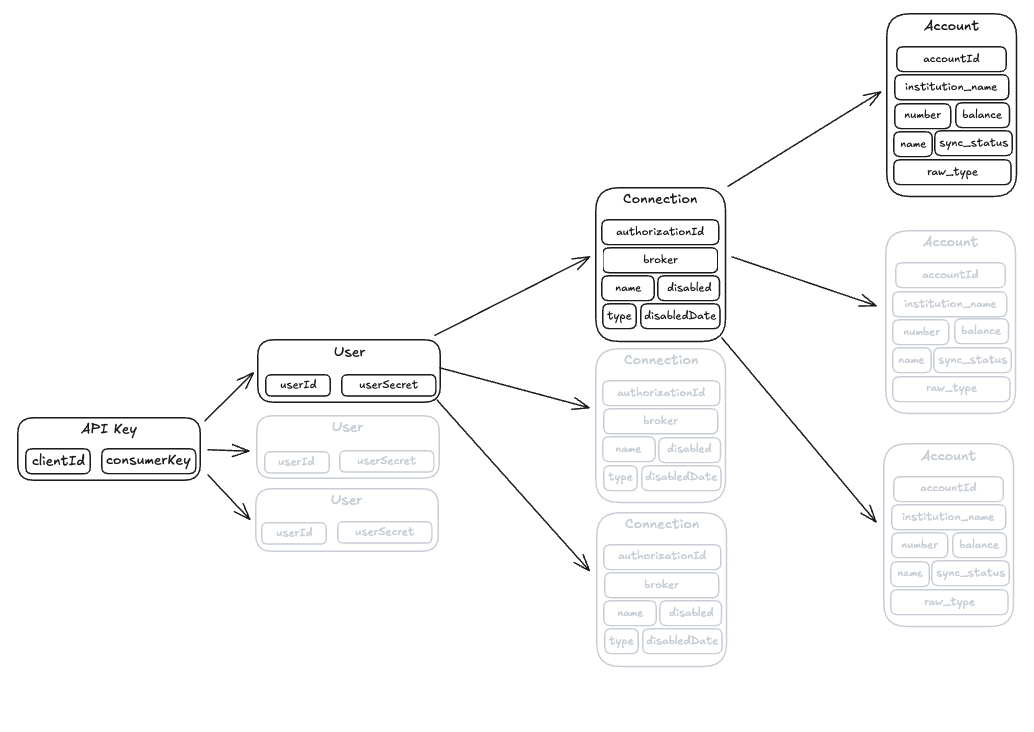 API Key
clientId consumerKey
User
userId userSecret
User
userId userSecret
User
userId userSecret
Connection
authorizationId
broker
name disabled
type disabledDate
Connection
authorizationId
broker
name disabled
type disabledDate
Connection
authorizationId
broker
name disabled
type disabledDate
Account
accountId
institution_name
number balance
name sync_status
raw_type
Account
accountId
institution_name
number balance
name sync_status
raw_type
Account
accountId
institution_name
number balance
name sync_status
raw_type